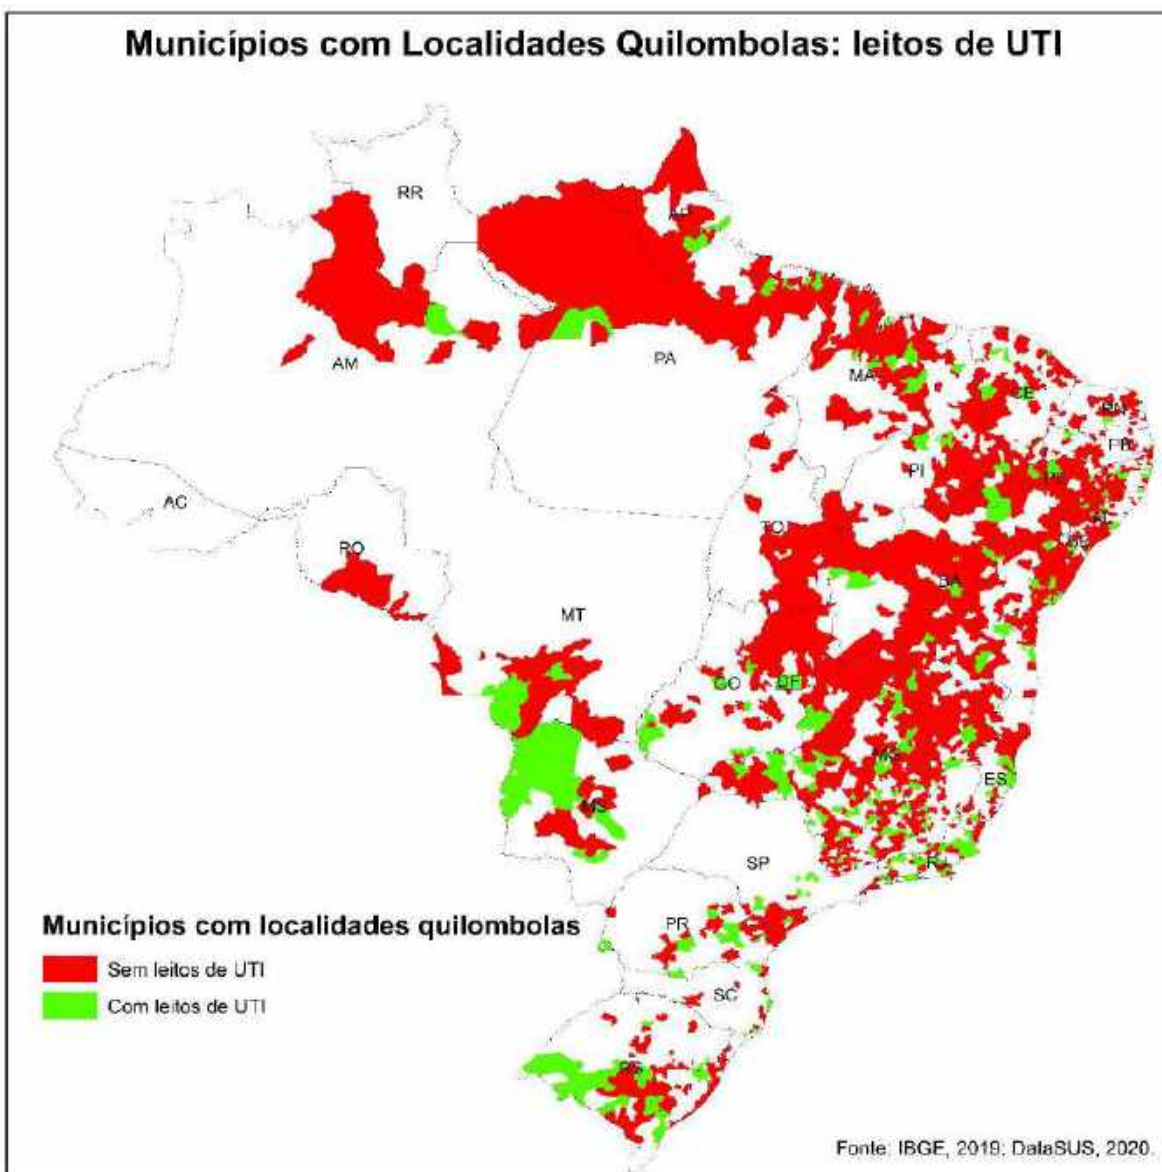 Municípios com Localidades Quilombolas: leitos de UTI
RR
AP
AM
PA
MA
CE
RN
PB
PI
PE
AL
AC
TO
SE
RO
BA
MT
GO
DF
MG
ES
MS
SP
RJ
Municípios com localidades quilombolas
PR
Sem leitos de UTI
SC
Com leitos de UTI
RS
Fonte: IBGE, 2019; DataSUS, 2020.